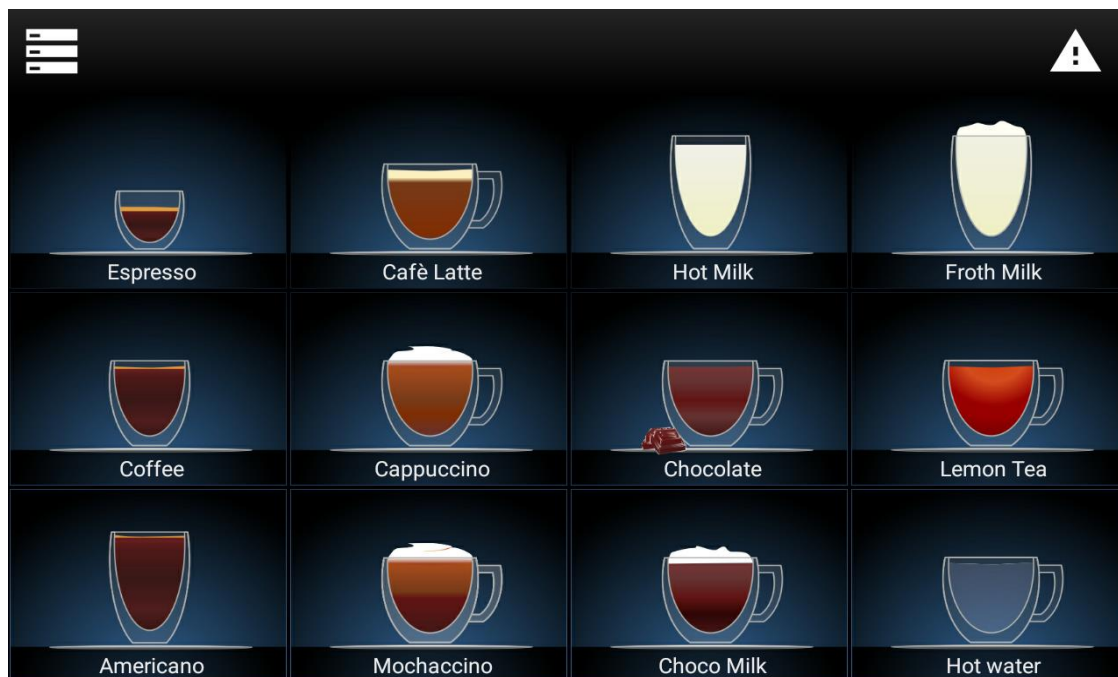 Espresso
Cafè Latte
Hot Milk
Froth Milk
Coffee
Cappuccino
Chocolate
Lemon Tea
Americano
Mochaccino
Choco Milk
Hot water